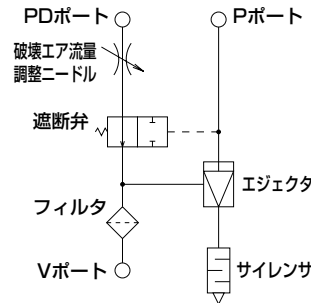 PDポート
Pポート
破壊エア流量
調整ニードル
遮断弁
エジェクタ
フィルタ
Vポート
サイレンサ